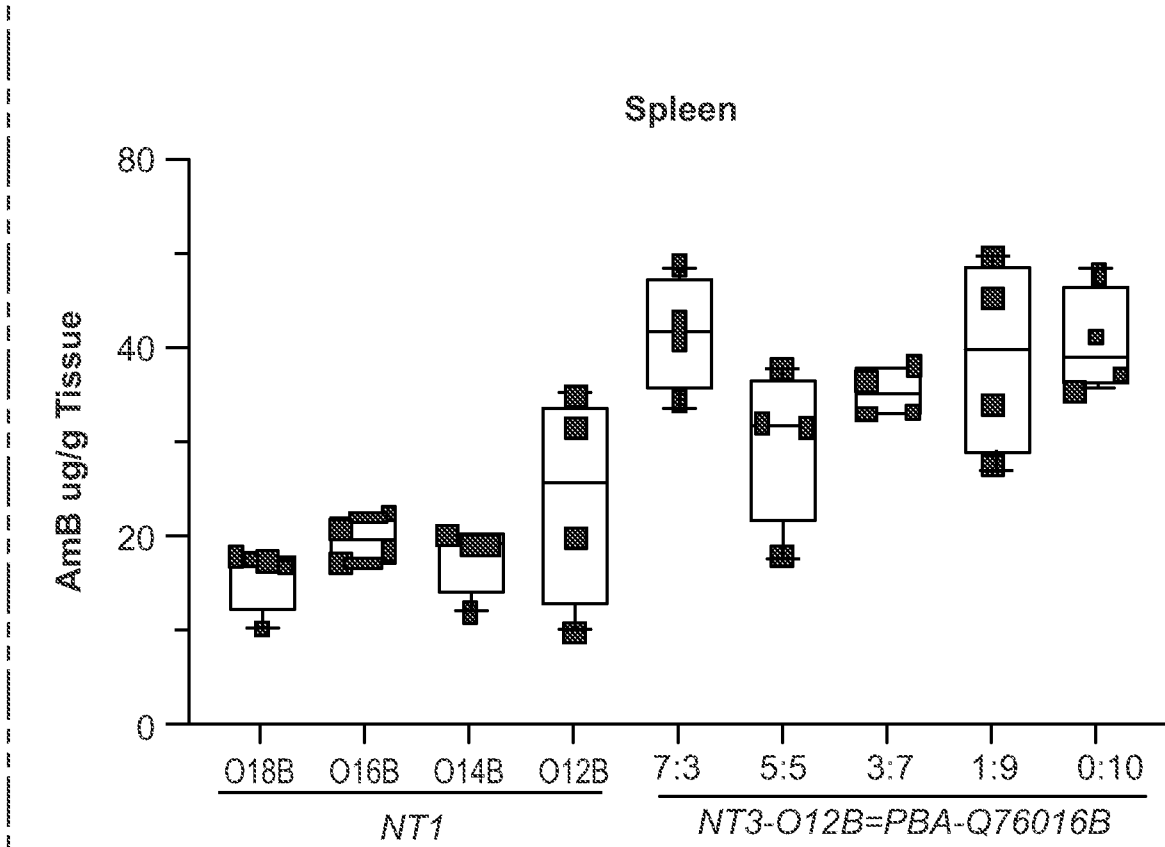 Spleen
80
40
20
0
AmB ug/g Tissue
O18B O16B O14B O12B 7:3 5:5 3:7 1:9 0:10
NT1 NT3-O12B=PBA-Q76O16B